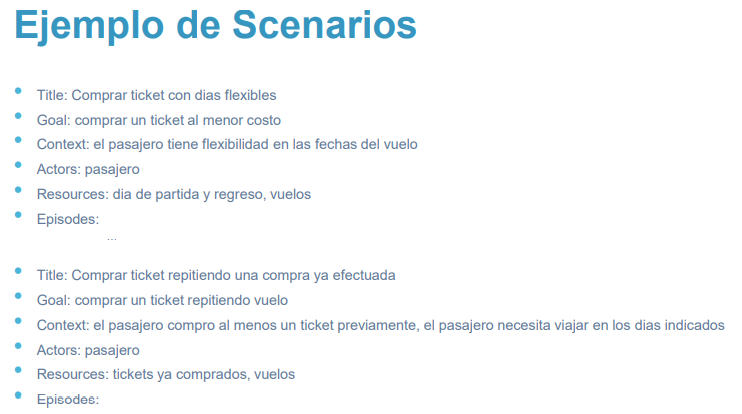 Ejemplo de Scenarios
• Title: Comprar ticket con dias flexibles
• Goal: comprar un ticket al menor costo
• Context: el pasajero tiene flexibilidad en las fechas del vuelo
• Actors: pasajero
• Resources: dia de partida y regreso, vuelos
• Episodes:
...
• Title: Comprar ticket repitiendo una compra ya efectuada
• Goal: comprar un ticket repitiendo vuelo
• Context: el pasajero compro al menos un ticket previamente, el pasajero necesita viajar en los dias indicados
• Actors: pasajero
• Resources: tickets ya comprados, vuelos
• Episodes: